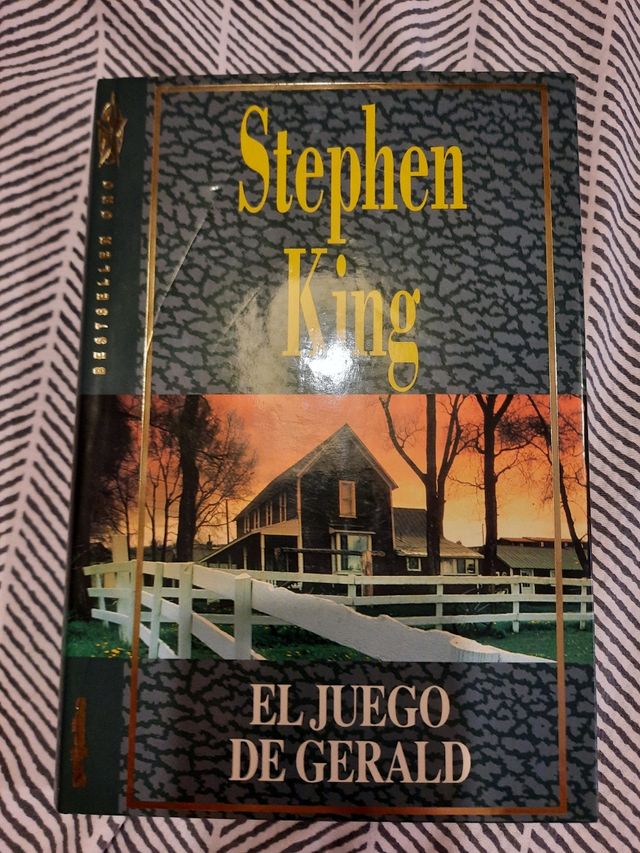 Stephen
King
BESTSELLER ORO
EL JUEGO
DE GERALD